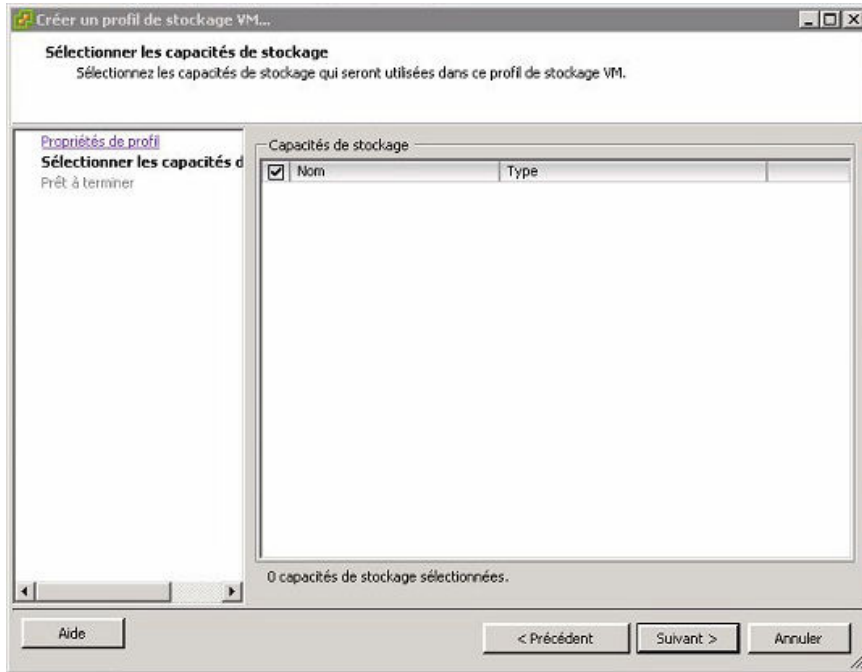 Créer un profil de stockage VM...
Sélectionner les capacités de stockage
Sélectionnez les capacités de stockage qui seront utilisées dans ce profil de stockage VM.
Propriétés de profil
Sélectionner les capacités d
Prêt à terminer
Capacités de stockage
Nom
Type
0 capacités de stockage sélectionnées.
Aide
< Précédent
Suivant >
Annuler